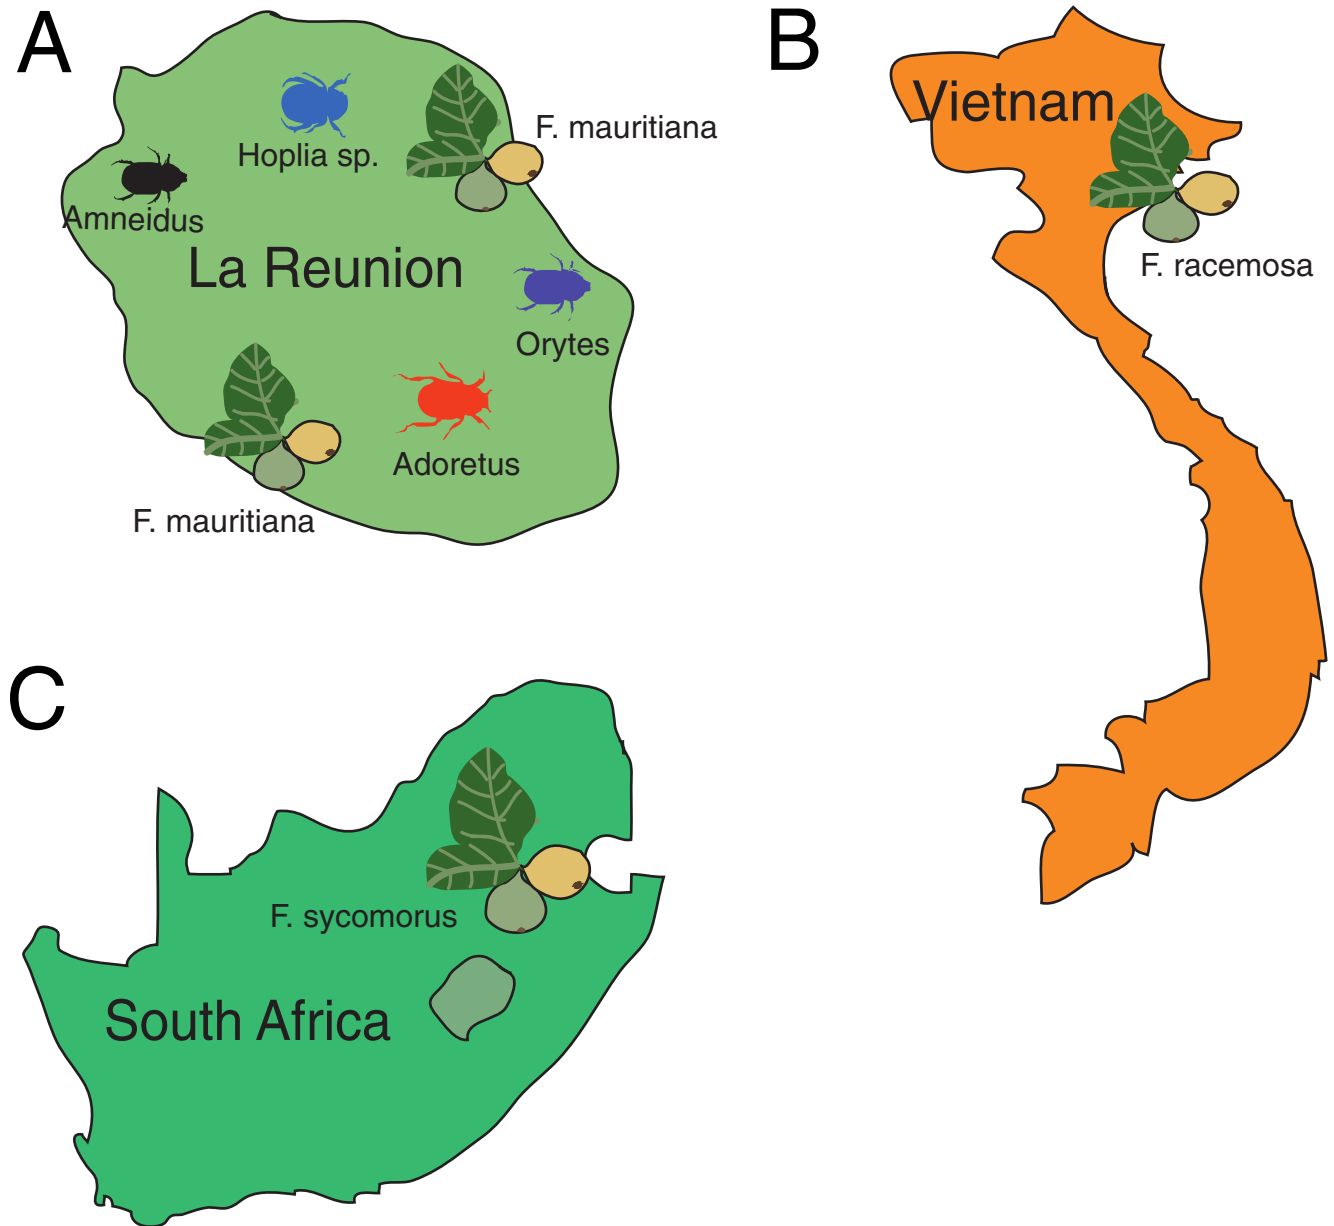 A
Hoplia sp.
F. mauritiana
Amneidus
La Reunion
Orytes
Adoretus
F. mauritiana
B
Vietnam
F. racemosa
C
F. sycomorus
South Africa